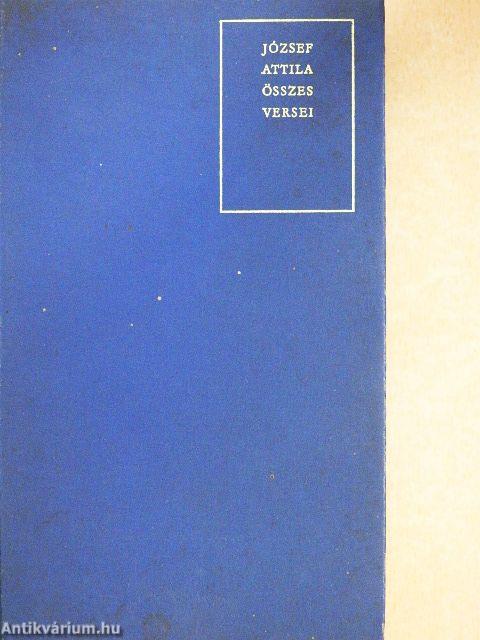 JÓZSEF
ATTILA
ÖSSZES
VERSEI
Antikvárium.hu